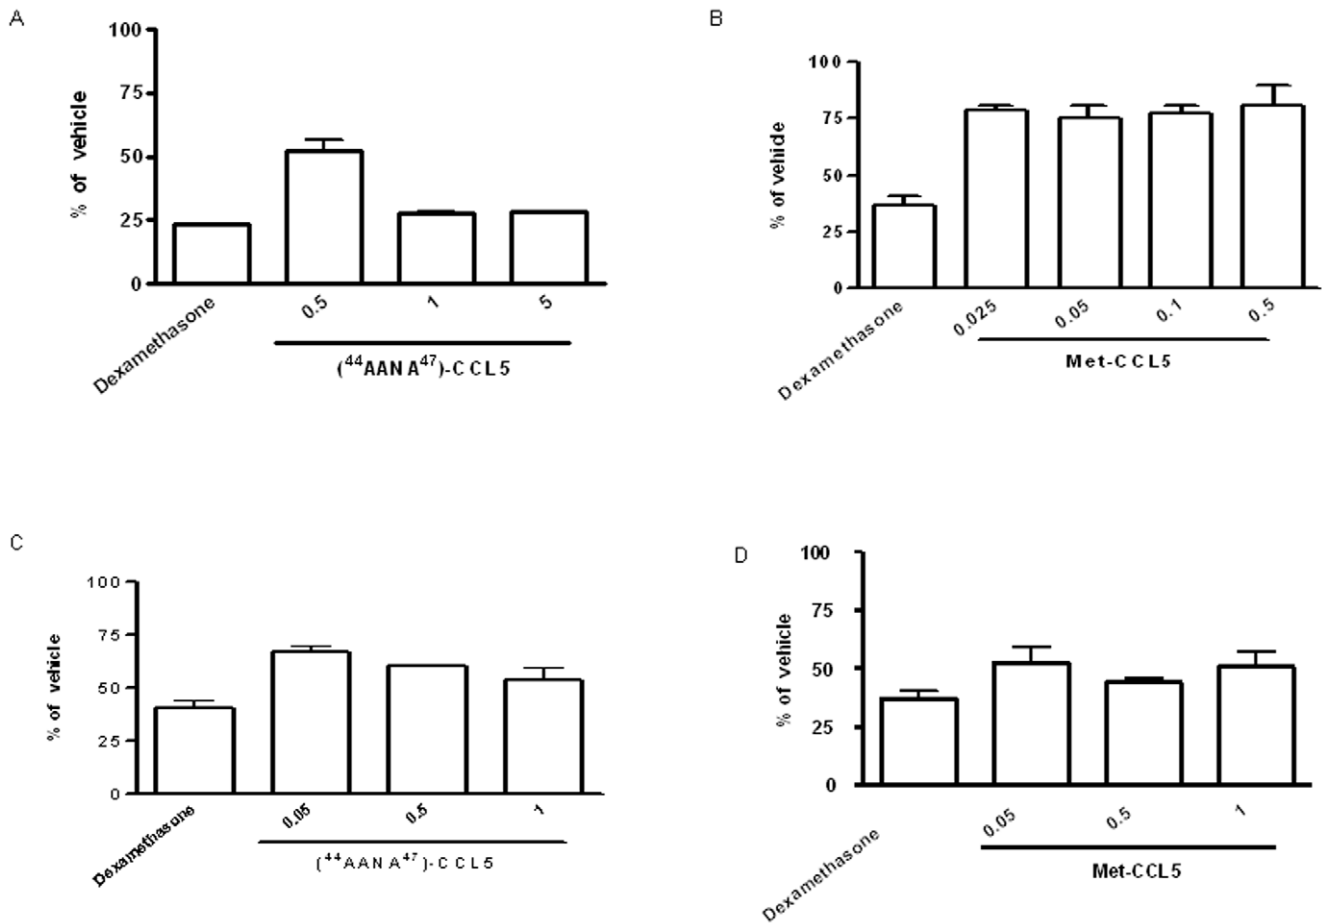 A
100
75
50
25
0
% of vehicle
Dexamethasone
0.5
1
5
(⁴⁴AANA⁴⁷)-CCL5
B
100
75
50
25
0
% of vehicle
Dexamethasone
0.025
0.05
0.1
0.5
Met-CCL5
C
100
75
50
25
0
% of vehicle
Dexamethasone
0.05
0.5
1
(⁴⁴AANA⁴⁷)-CCL5
D
100
75
50
25
0
% of vehicle
Dexamethasone
0.05
0.5
1
Met-CCL5